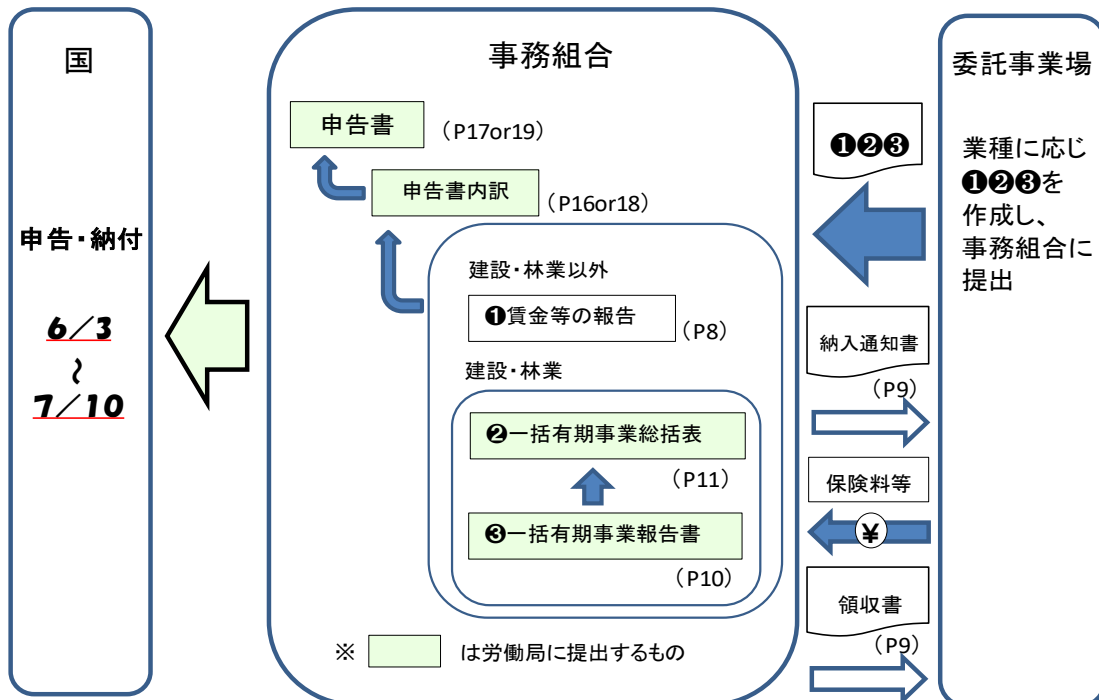 国
申告・納付
6/3
~
7/10
事務組合
申告書
(P17or19)
申告書内訳
(P16or18)
建設・林業以外
❶賃金等の報告
(P8)
建設・林業
❷一括有期事業総括表
(P11)
❸一括有期事業報告書
(P10)
※
は労働局に提出するもの
❶❷❸
納入通知書
(P9)
保険料等
¥
領収書
(P9)
委託事業場
業種に応じ
❶❷❸を
作成し、
事務組合に
提出